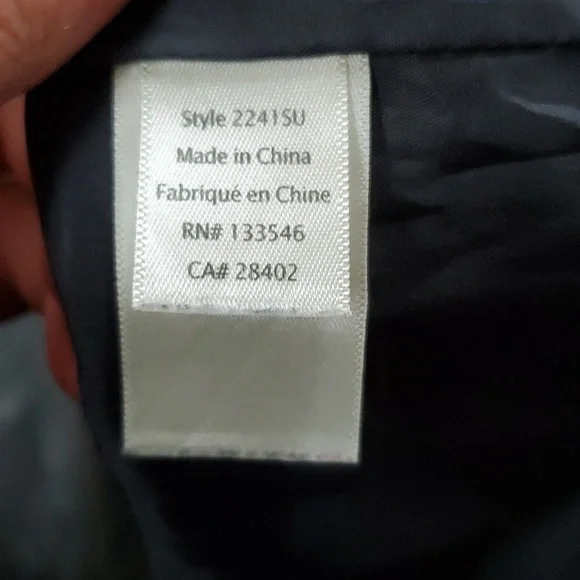 Style 2241SU
Made in China
Fabriqué en Chine
RN# 133546
CA# 28402